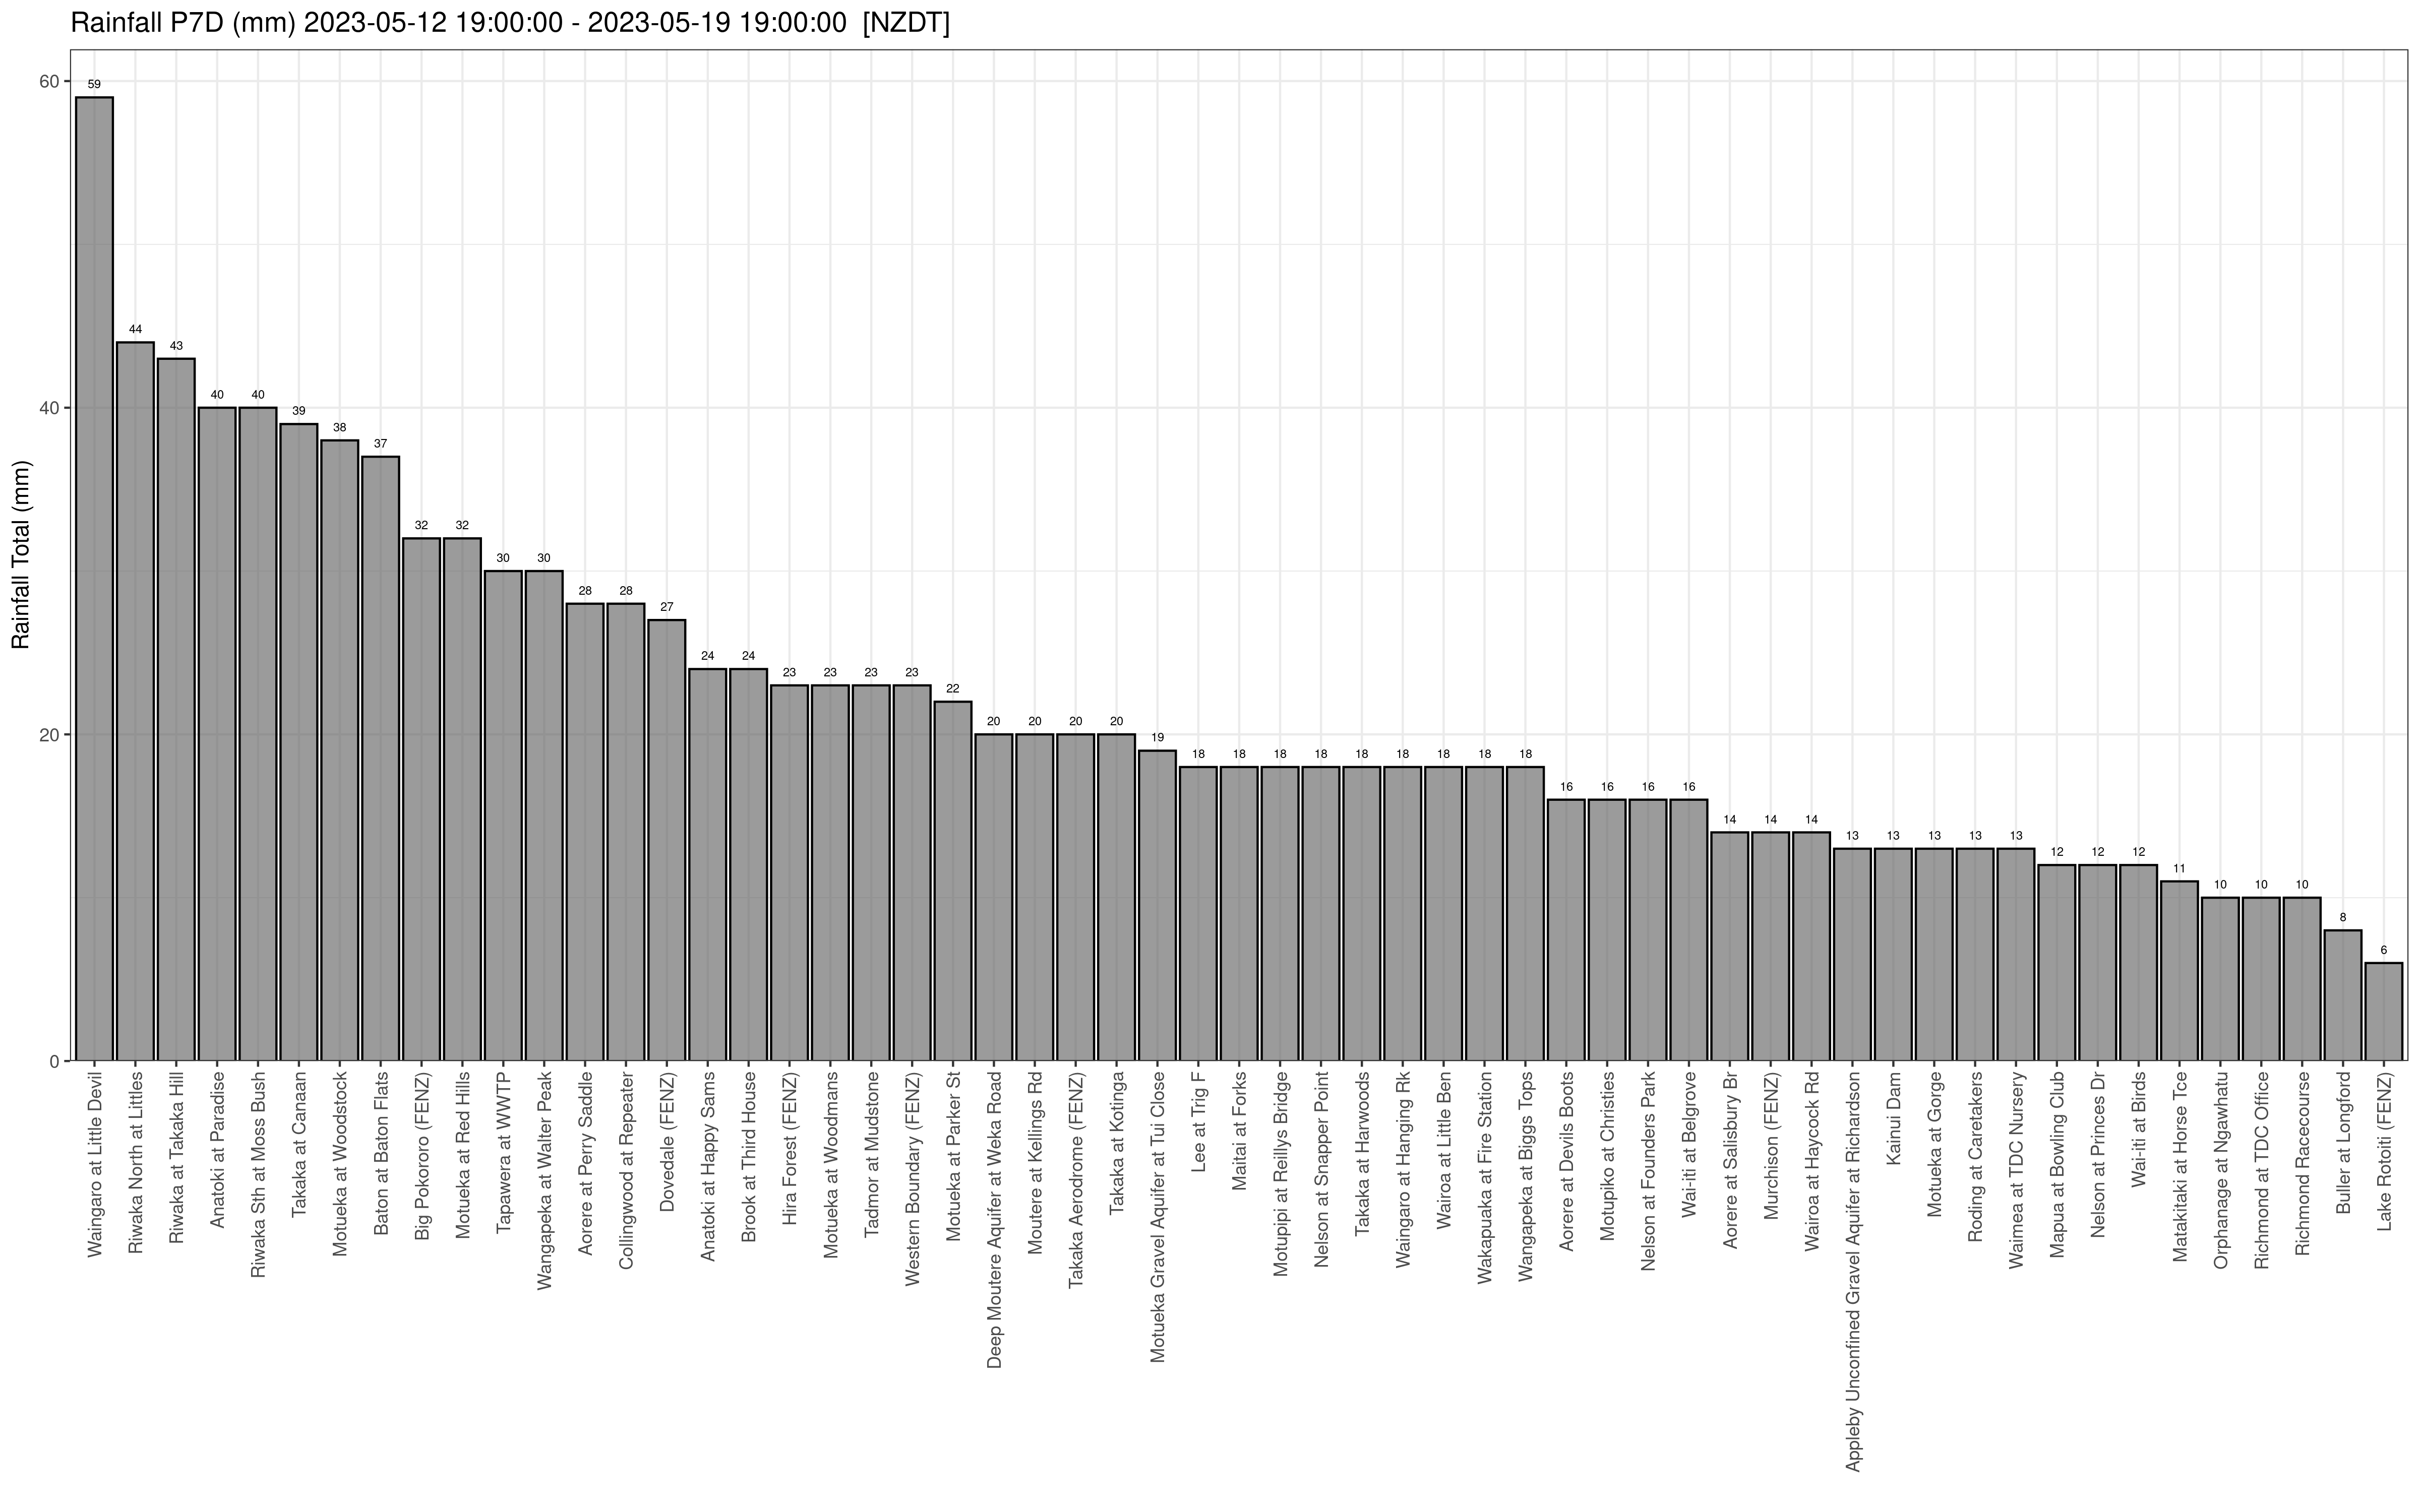 Rainfall P7D (mm) 2023-05-12 19:00:00 - 2023-05-19 19:00:00 [NZDT]
Rainfall Total (mm)
60
40
20
0
59
44
43
40
40
39
38
37
32
32
30
30
28
28
27
24
24
23
23
23
23
22
20
20
20
20
19
18
18
18
18
18
18
18
18
18
16
16
16
16
14
14
14
13
13
13
13
13
12
12
12
11
10
10
10
8
6
Waingaro at Little Devil
Riwaka North at Littles
Riwaka at Takaka Hill
Anatoki at Paradise
Riwaka Sth at Moss Bush
Takaka at Canaan
Motueka at Woodstock
Baton at Baton Flats
Big Pokororo (FENZ)
Motueka at Red Hills
Tapawera at WWTP
Wangapeka at Walter Peak
Aorere at Perry Saddle
Collingwood at Repeater
Dovedale (FENZ)
Anatoki at Happy Sams
Brook at Third House
Hira Forest (FENZ)
Motueka at Woodmans
Tadmor at Mudstone
Western Boundary (FENZ)
Motueka at Parker St
Deep Moutere Aquifer at Weka Road
Moutere at Kellings Rd
Takaka Aerodrome (FENZ)
Takaka at Kotinga
Motueka Gravel Aquifer at Tui Close
Lee at Trig F
Maitai at Forks
Motupipi at Reillys Bridge
Nelson at Snapper Point
Takaka at Harwoods
Waingaro at Hanging Rk
Wairoa at Little Ben
Wakapuaka at Fire Station
Wangapeka at Biggs Tops
Aorere at Devils Boots
Motupiko at Christies
Nelson at Founders Park
Wai-iti at Belgrove
Aorere at Salisbury Br
Murchison (FENZ)
Wairoa at Haycock Rd
Appleby Unconfined Gravel Aquifer at Richardson
Kainui Dam
Motueka at Gorge
Roding at Caretakers
Waimea at TDC Nursery
Mapua at Bowling Club
Nelson at Princes Dr
Wai-iti at Birds
Matakitaki at Horse Tce
Orphanage at Ngawhatu
Richmond at TDC Office
Richmond Racecourse
Buller at Longford
Lake Rotoiti (FENZ)